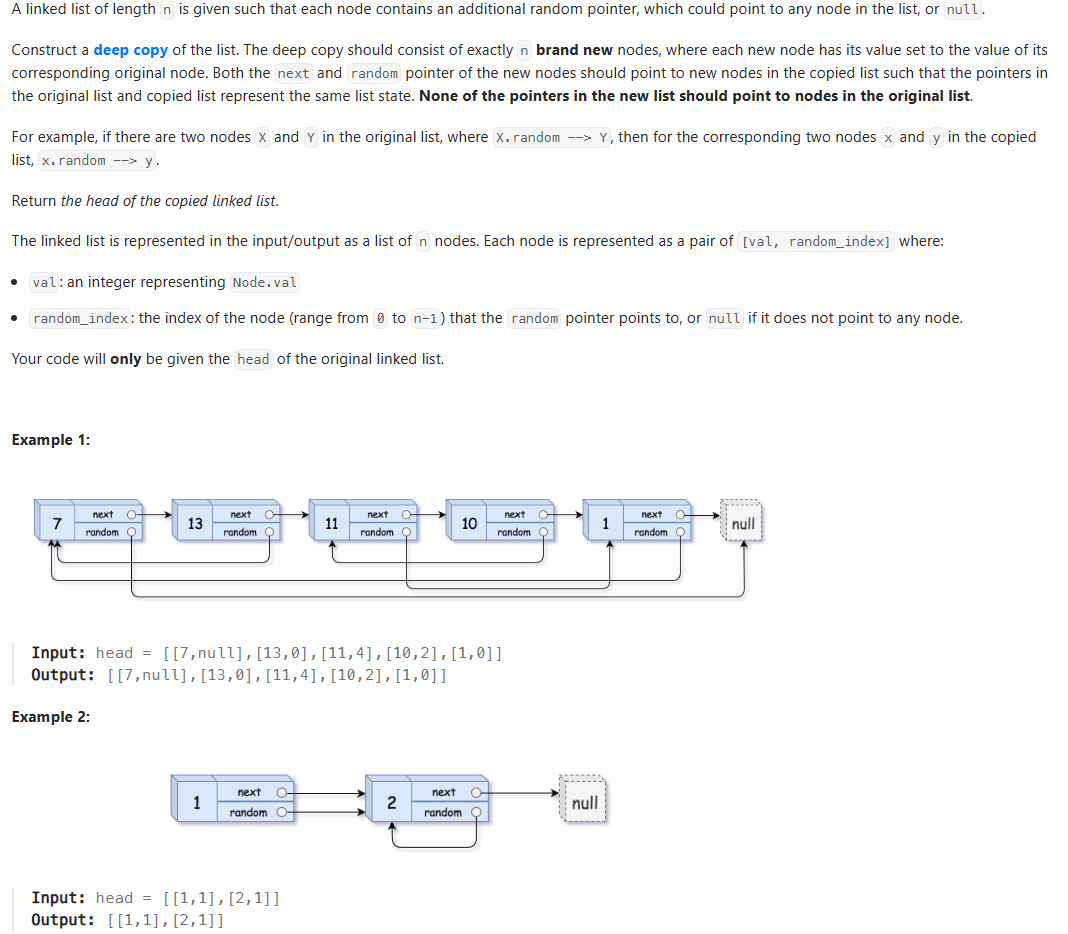 A linked list of length n is given such that each node contains an additional random pointer, which could point to any node in the list, or null.
Construct a deep copy of the list. The deep copy should consist of exactly n brand new nodes, where each new node has its value set to the value of its
corresponding original node. Both the next and random pointer of the new nodes should point to new nodes in the copied list such that the pointers in
the original list and copied list represent the same list state. None of the pointers in the new list should point to nodes in the original list.
For example, if there are two nodes X and Y in the original list, where X.random --> Y, then for the corresponding two nodes x and y in the copied
list, x.random --> y.
Return the head of the copied linked list.
The linked list is represented in the input/output as a list of n nodes. Each node is represented as a pair of [val, random_index] where:
• val: an integer representing Node.val
• random_index: the index of the node (range from 0 to n-1) that the random pointer points to, or null if it does not point to any node.
Your code will only be given the head of the original linked list.
Example 1:
7 next random 13 next random 11 next random 10 next random 1 next random null
Input: head = [[7,null],[13,0],[11,4],[10,2],[1,0]]
Output: [[7,null],[13,0],[11,4],[10,2],[1,0]]
Example 2:
1 next random 2 next random null
Input: head = [[1,1],[2,1]]
Output: [[1,1],[2,1]]